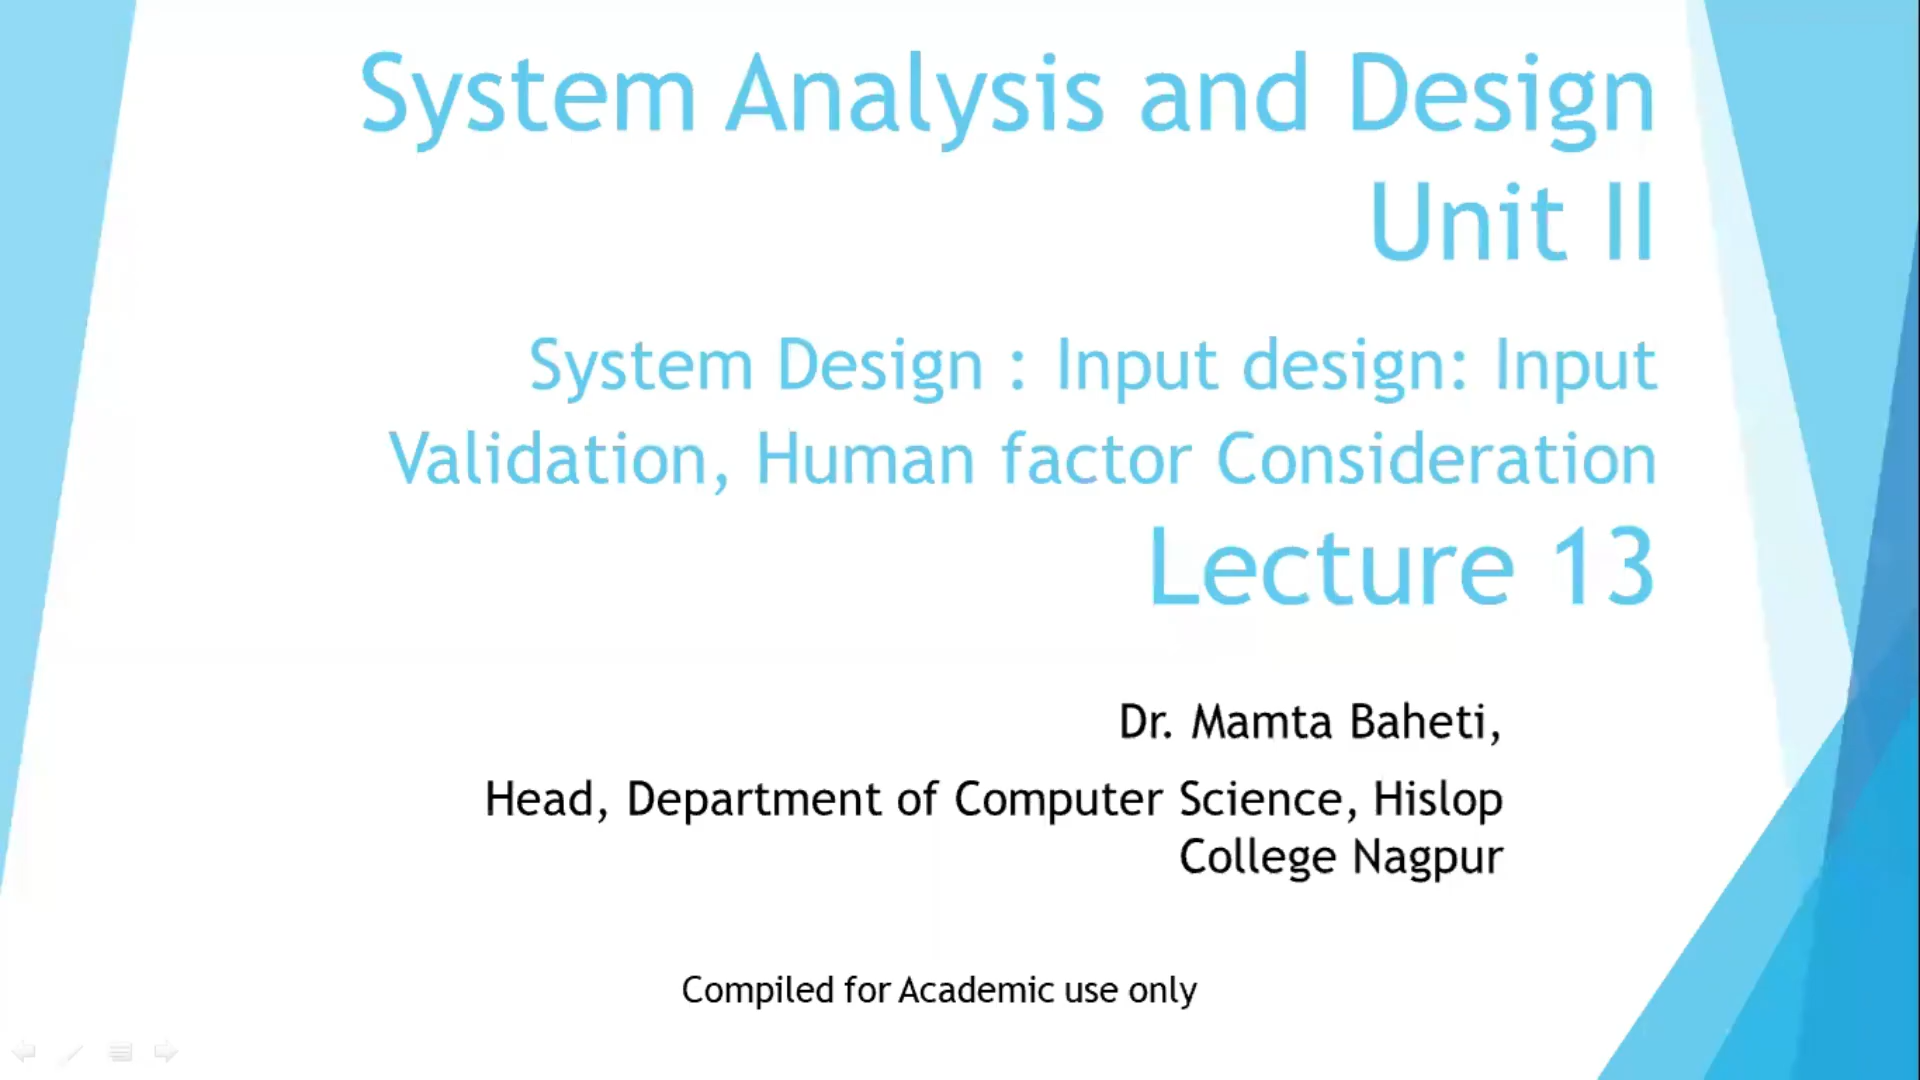 System Analysis and Design
Unit II
System Design : Input design: Input
Validation, Human factor Consideration
Lecture 13
Dr. Mamta Baheti,
Head, Department of Computer Science, Hislop
College Nagpur
Compiled for Academic use only